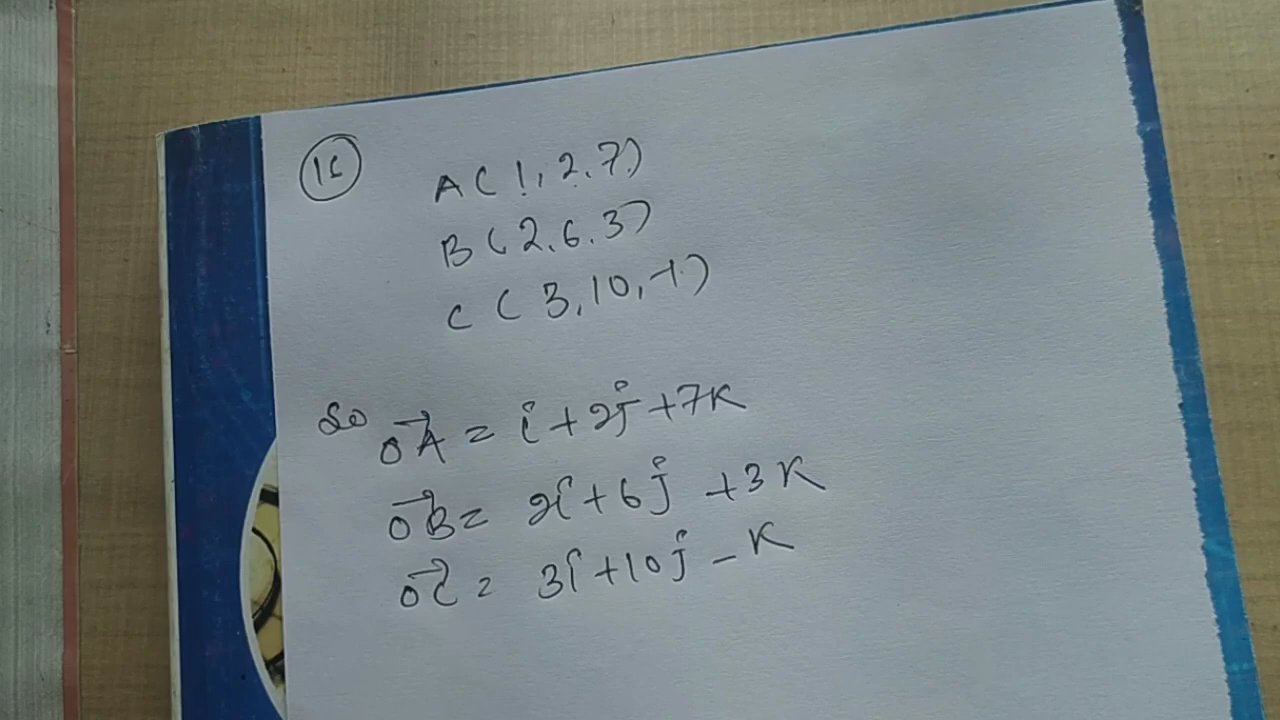 16
A(1,2,7)
B(2,6,3)
C(3,10,-1)
So OA = i+2j+7K
OB= 2i+6j+3K
OC= 3i+10j-K